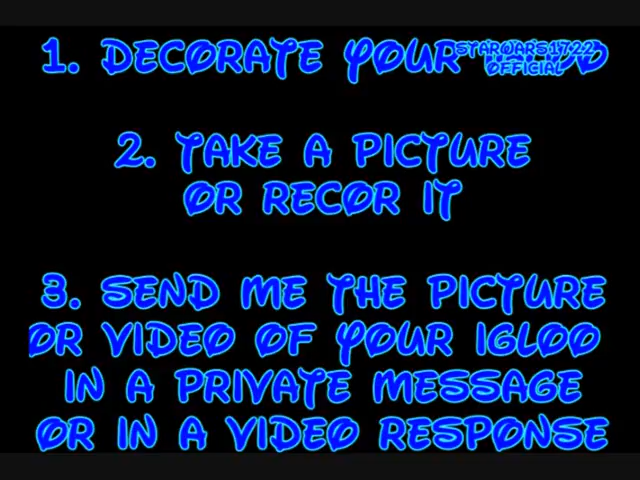 1. DECORATE YOUR IGLOO
STARWARS1722
OFFICIAL
2. TAKE A PICTURE
OR RECOR IT
3. SEND ME THE PICTURE
OR VIDEO OF YOUR IGLOO
IN A PRIVATE MESSAGE
OR IN A VIDEO RESPONSE